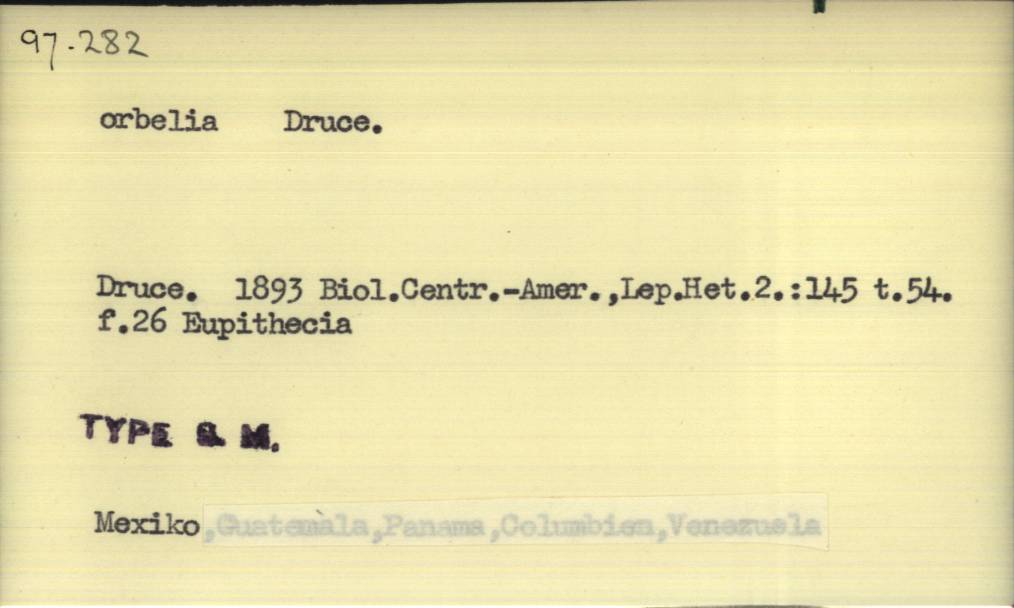 97-282
orbelia Druce.
Druce. 1893 Biol.Centr.-Amer.,Lep.Het.2.:145 t.54.
f.26 Eupithecia
TYPE B M.
Mexiko,Guatemala,Panama,Columbien,Venezuela